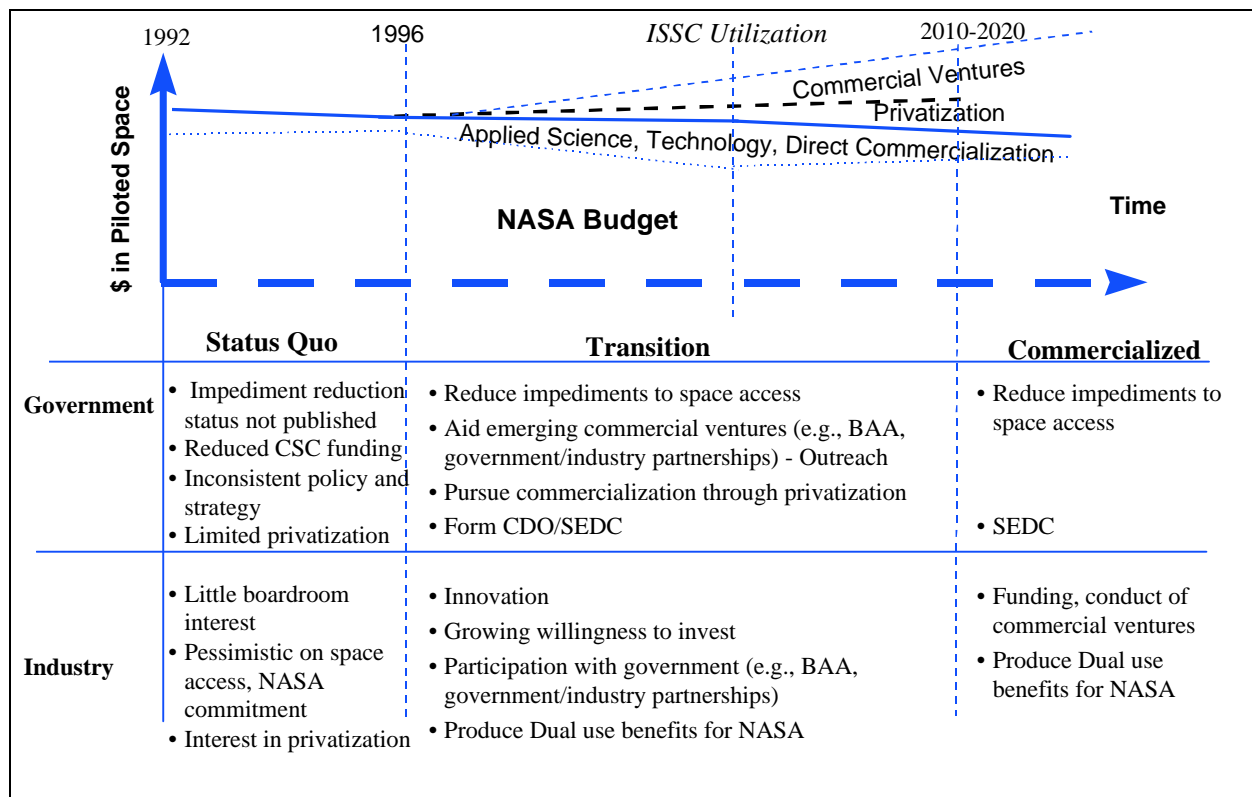 1992
1996
ISSC Utilization
2010-2020
Commercial Ventures
Privatization
Applied Science, Technology, Direct Commercialization
$ in Piloted Space
NASA Budget
Time
Status Quo
Transition
Commercialized
Government
• Impediment reduction
status not published
• Reduced CSC funding
• Inconsistent policy and
strategy
• Limited privatization
• Reduce impediments to space access
• Aid emerging commercial ventures (e.g., BAA,
government/industry partnerships) - Outreach
• Pursue commercialization through privatization
• Form CDO/SEDC
• Reduce impediments to
space access
• SEDC
Industry
• Little boardroom
interest
• Pessimistic on space
access, NASA
commitment
• Interest in privatization
• Innovation
• Growing willingness to invest
• Participation with government (e.g., BAA,
government/industry partnerships)
• Produce Dual use benefits for NASA
• Funding, conduct of
commercial ventures
• Produce Dual use
benefits for NASA